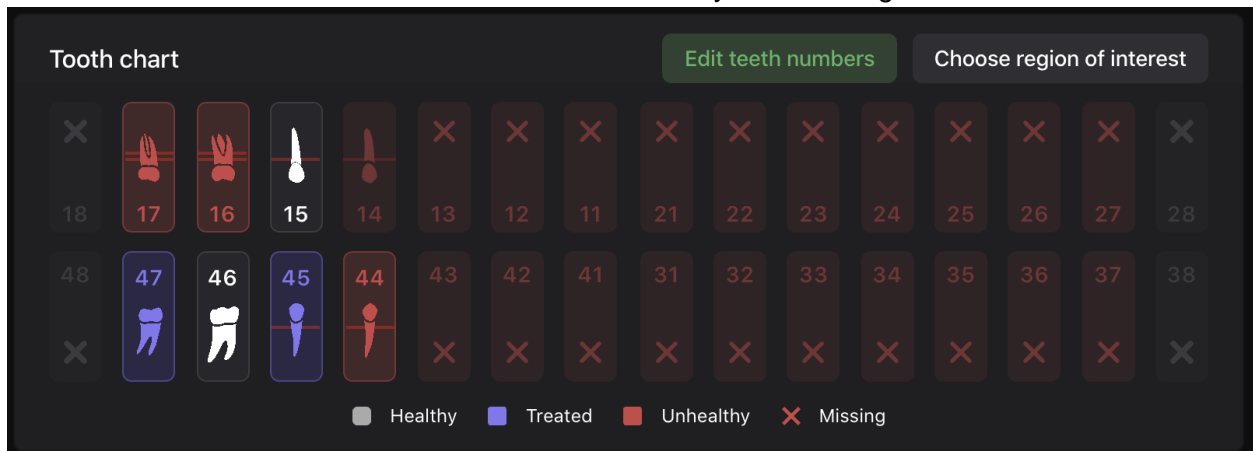 Tooth chart Edit teeth numbers Choose region of interest
18 17 16 15 14 13 12 11 21 22 23 24 25 26 27 28
48 47 46 45 44 43 42 41 31 32 33 34 35 36 37 38
Healthy Treated Unhealthy Missing